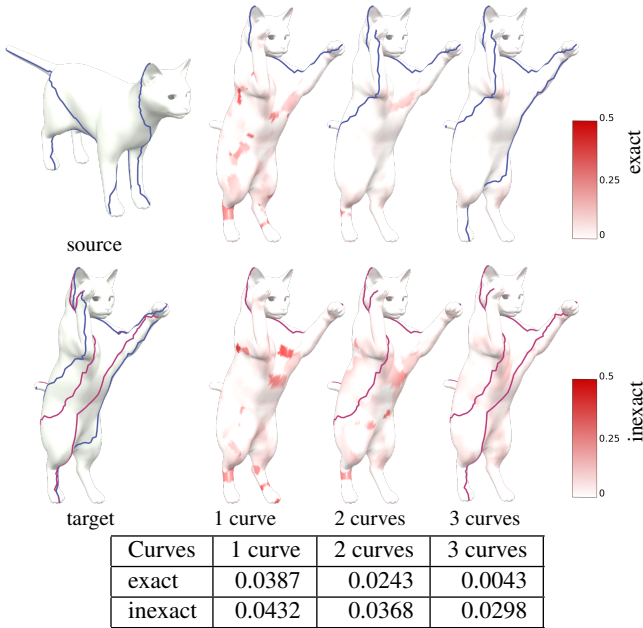 0.5
0.25
0
exact
source
0.5
0.25
0
inexact
target 1 curve 2 curves 3 curves
Curves 1 curve 2 curves 3 curves
exact 0.0387 0.0243 0.0043
inexact 0.0432 0.0368 0.0298